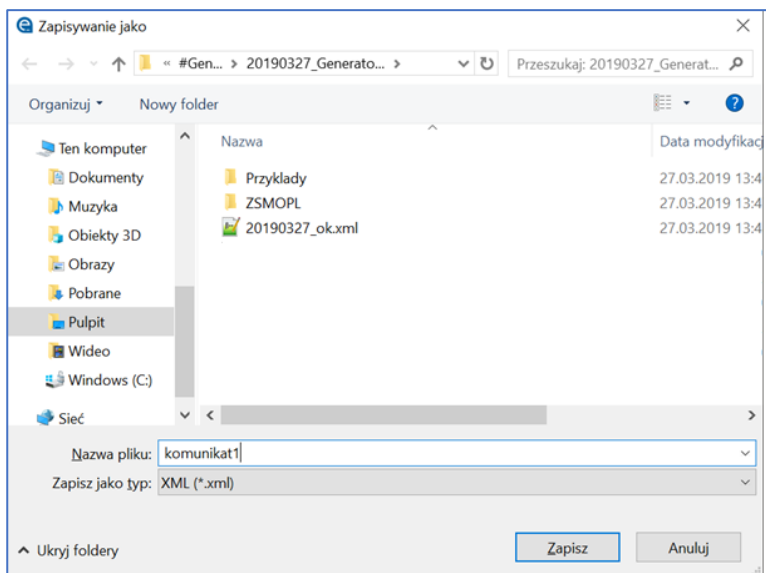 Zapisywanie jako
« #Gen... > 20190327_Generato... >
Przeszukaj: 20190327_Generat...
Organizuj
Nowy folder
Ten komputer
Dokumenty
Muzyka
Obiekty 3D
Obrazy
Pobrane
Pulpit
Wideo
Windows (C:)
Sieć
Nazwa
Data modyfikacj
Przyklady
27.03.2019 13:4
ZSMOPL
27.03.2019 13:4
20190327_ok.xml
27.03.2019 13:4
Nazwa pliku: komunikat1
Zapisz jako typ: XML (*.xml)
Ukryj foldery
Zapisz
Anuluj